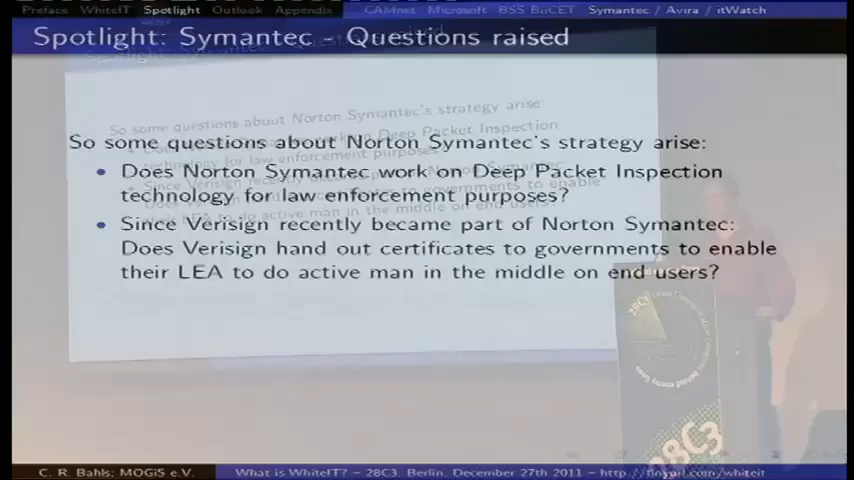 Preface WhiteIT Spotlight Outlook Appendix CAMnet Microsoft BSS BuCET Symantec / Avira / itWatch
Spotlight: Symantec - Questions raised
So some questions about Norton Symantec's strategy arise:
• Does Norton Symantec work on Deep Packet Inspection
technology for law enforcement purposes?
• Since Verisign recently became part of Norton Symantec:
Does Verisign hand out certificates to governments to enable
their LEA to do active man in the middle on end users?
28C3
behind enemy lines
28C3
C. R. Bahls; MOGiS e.V. What is WhiteIT? – 28C3, Berlin, December 27th 2011 – http://tinyurl.com/whiteit